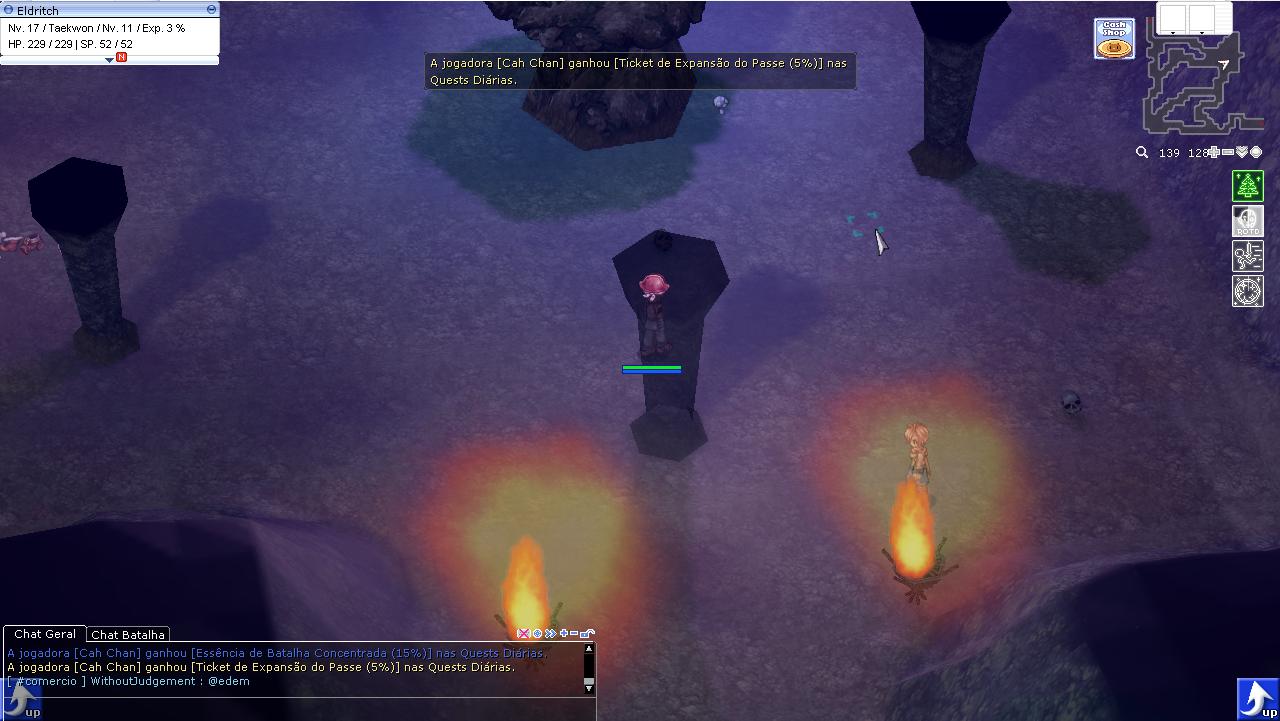 Eldritch
Nv. 17 / Taekwon / Nv. 11 / Exp. 3 %
HP. 229 / 229 | SP. 52 / 52
N
A jogadora [Cah Chan] ganhou [Ticket de Expansão do Passe (5%)] nas
Quests Diárias.
Cash
Shop
139 128
ROTD
Chat Geral
Chat Batalha
A jogadora [Cah Chan] ganhou [Essência de Batalha Concentrada (15%)] nas Quests Diárias.
A jogadora [Cah Chan] ganhou [Ticket de Expansão do Passe (5%)] nas Quests Diárias.
[ #comercio ] WithoutJudgement : @edem
up
up